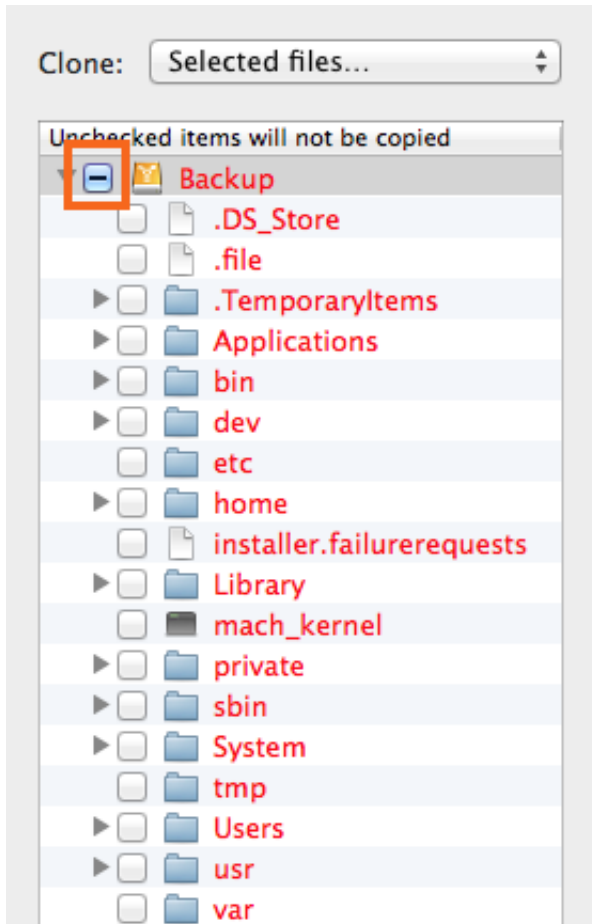 Clone: Selected files...
Unchecked items will not be copied
Backup
.DS_Store
.file
.TemporaryItems
Applications
bin
dev
etc
home
installer.failurerequests
Library
mach_kernel
private
sbin
System
tmp
Users
usr
var